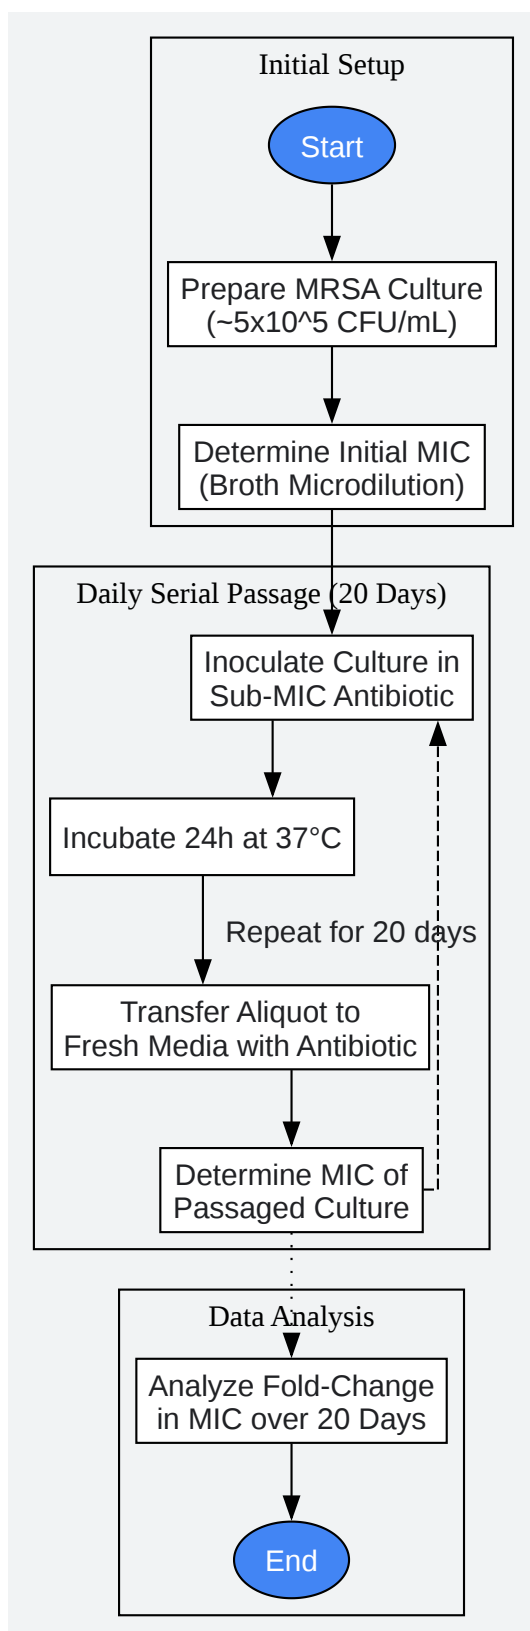 Initial Setup
Start
Prepare MRSA Culture
(~5x10^5 CFU/mL)
Determine Initial MIC
(Broth Microdilution)
Daily Serial Passage (20 Days)
Inoculate Culture in
Sub-MIC Antibiotic
Incubate 24h at 37°C
Repeat for 20 days
Transfer Aliquot to
Fresh Media with Antibiotic
Determine MIC of
Passaged Culture
Data Analysis
Analyze Fold-Change
in MIC over 20 Days
End